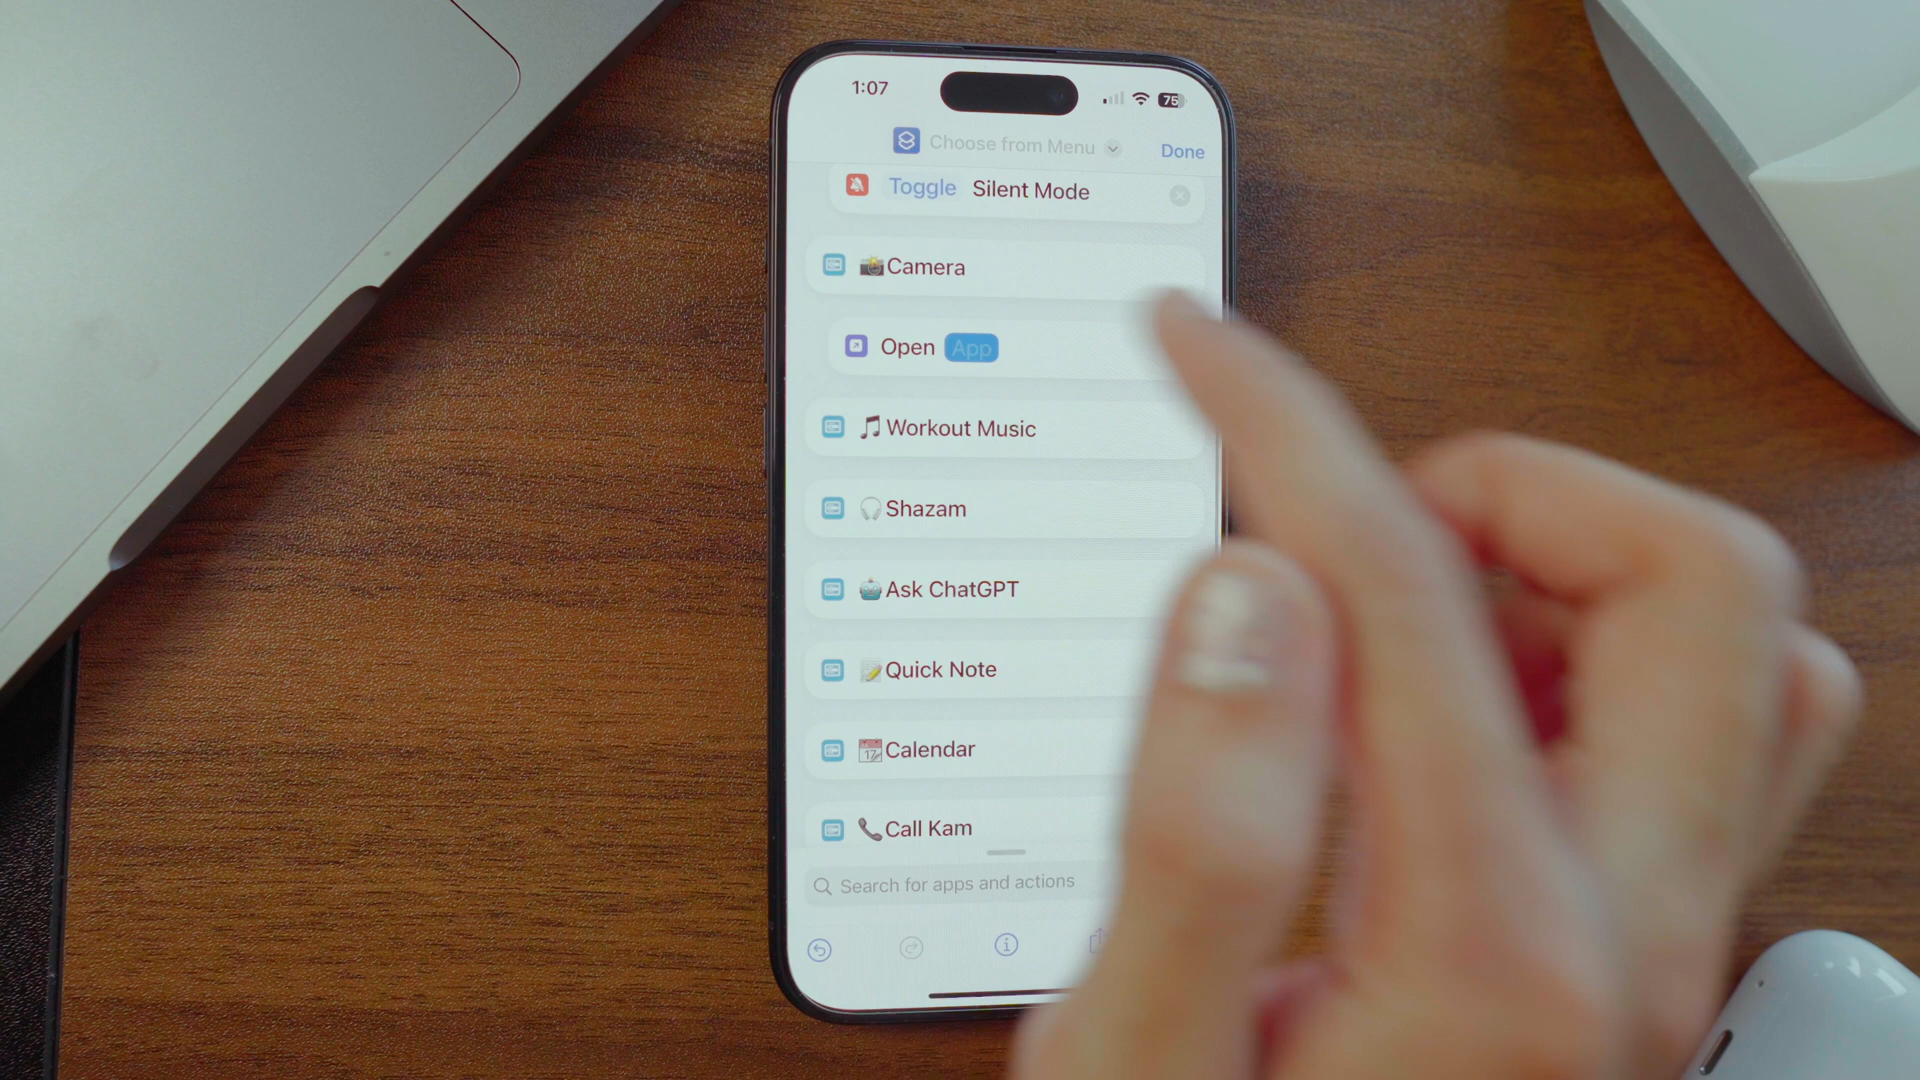 1:07
75
Choose from Menu
Done
Toggle Silent Mode
Camera
Open App
Workout Music
Shazam
Ask ChatGPT
Quick Note
17
Calendar
Call Kam
Search for apps and actions